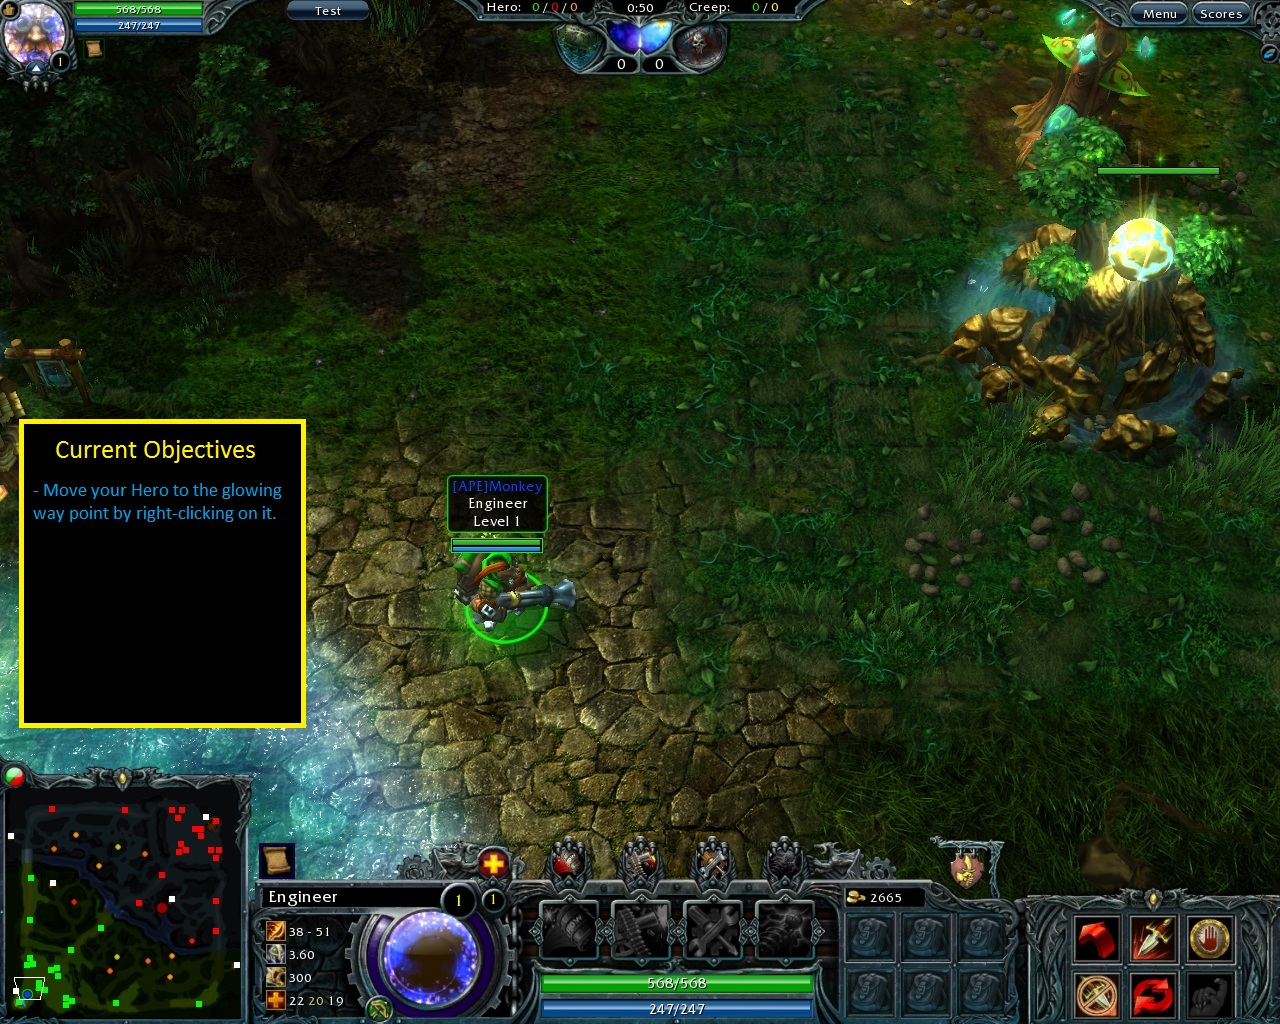 568/568
247/247
1
Test
Hero: 0 / 0 / 0
0:50
Creep: 0 / 0
0 0
Menu
Scores
Current Objectives
- Move your Hero to the glowing
way point by right-clicking on it.
[APE]Monkey
Engineer
Level 1
Engineer
1
1
38 - 51
3.60
300
22 20 19
568/568
247/247
2665